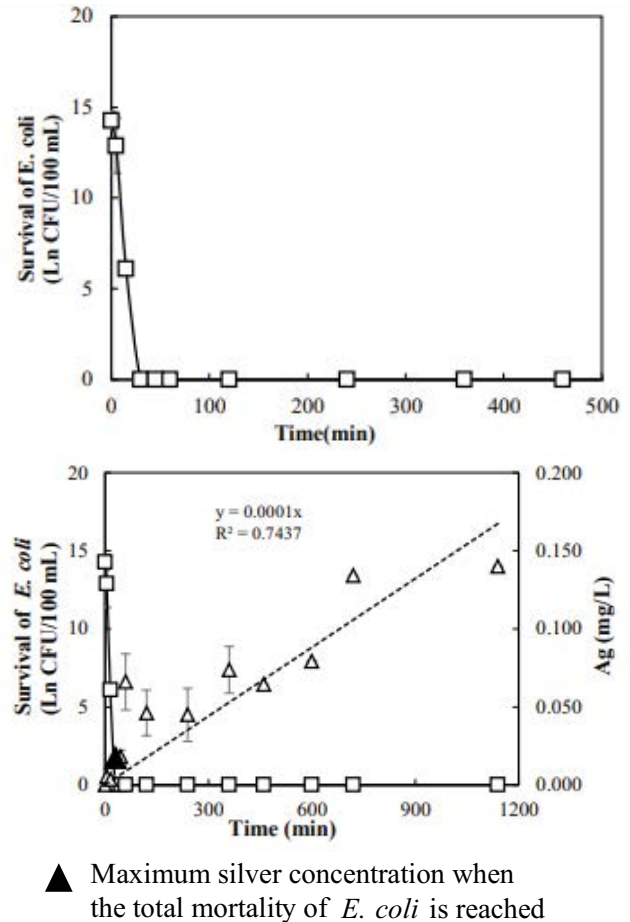 20
15
10
5
0
Survival of E. coli
(Ln CFU/100 mL)
0 100 200 300 400 500
Time(min)
20
15
10
5
0
Survival of E. coli
(Ln CFU/100 mL)
y = 0.0001x
R² = 0.7437
0.200
0.150
0.100
0.050
0.000
Ag (mg/L)
0 300 600 900 1200
Time (min)
▲ Maximum silver concentration when
the total mortality of E. coli is reached